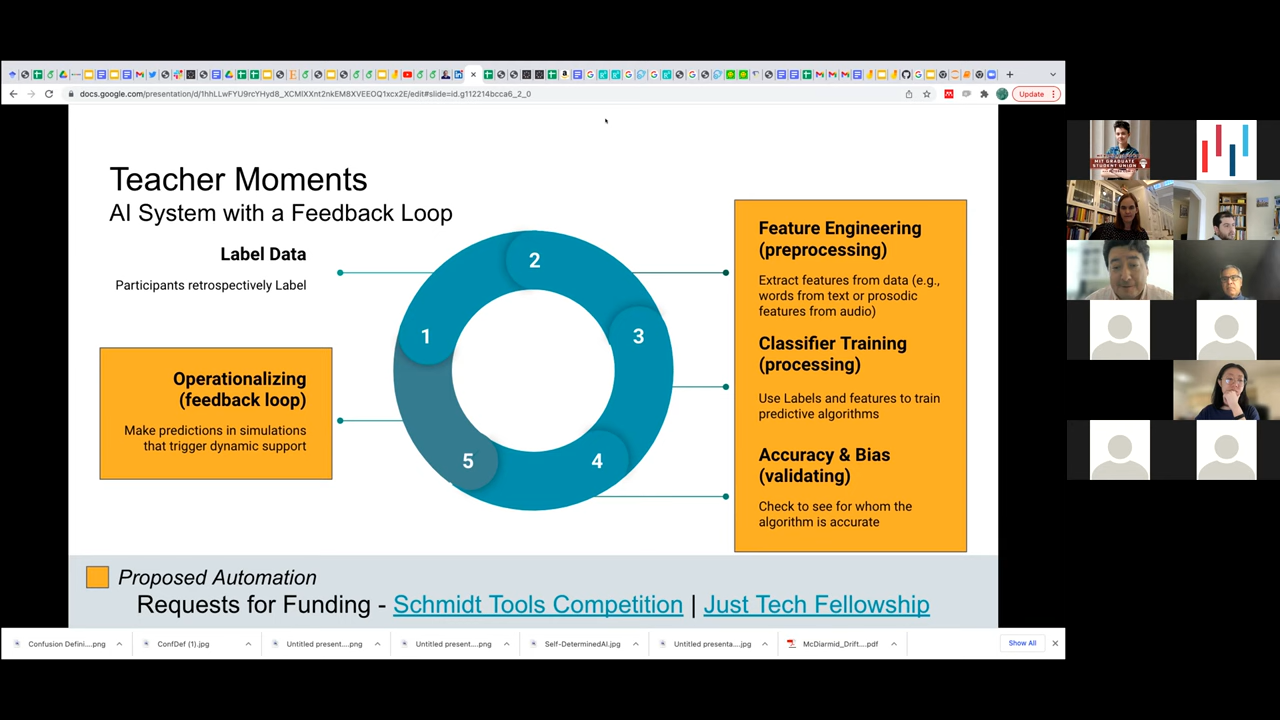 docs.google.com/presentation/d/1hhLLwFYU9rcYHyd8_XCMlXXnt2nkEM8XVEEOQ1xcx2E/edit#slide=id.g112214bcca6_2_0
Update
Teacher Moments
AI System with a Feedback Loop
Label Data
Participants retrospectively Label
Operationalizing
(feedback loop)
Make predictions in simulations
that trigger dynamic support
1
2
3
4
5
Feature Engineering
(preprocessing)
Extract features from data (e.g.,
words from text or prosodic
features from audio)
Classifier Training
(processing)
Use Labels and features to train
predictive algorithms
Accuracy & Bias
(validating)
Check to see for whom the
algorithm is accurate
Proposed Automation
Requests for Funding - Schmidt Tools Competition | Just Tech Fellowship
MIT GRADUATE
STUDENT UNION
Confusion Defini....png
ConfDef (1).jpg
Untitled present....png
Untitled present....png
Self-DeterminedAI.jpg
Untitled presenta....jpg
McDiarmid_Drift....pdf
Show All